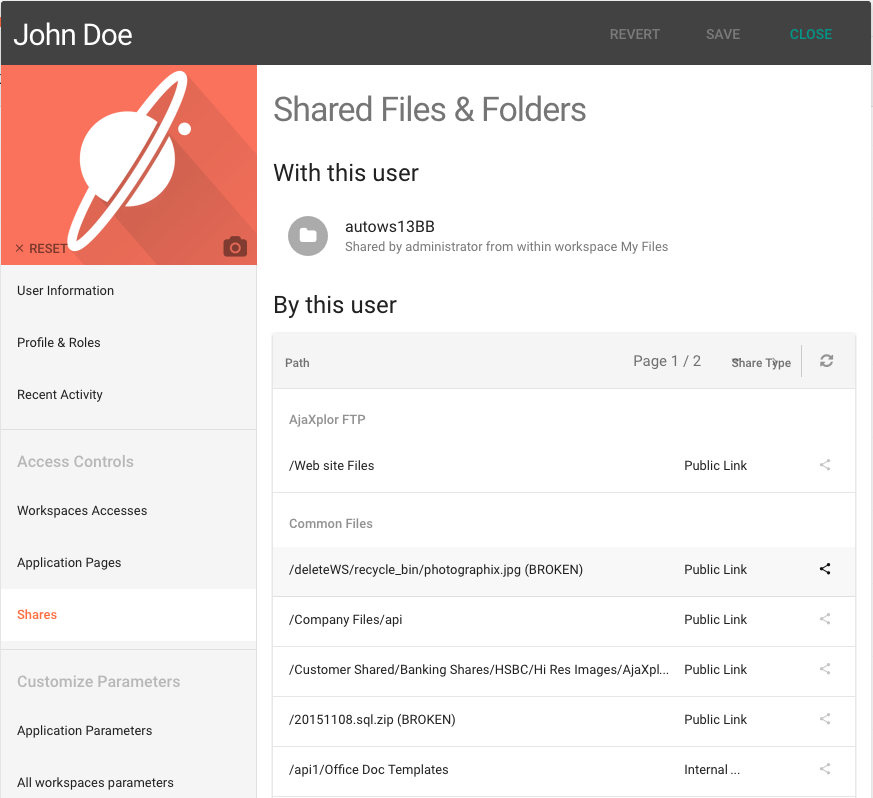 John Doe
REVERT SAVE CLOSE
× RESET
User Information
Profile & Roles
Recent Activity
Access Controls
Workspaces Accesses
Application Pages
Shares
Customize Parameters
Application Parameters
All workspaces parameters
Shared Files & Folders
With this user
autows13BB
Shared by administrator from within workspace My Files
By this user
Path Page 1 / 2 Share Type
AjaXplor FTP
/Web site Files Public Link
Common Files
/deleteWS/recycle_bin/photographix.jpg (BROKEN) Public Link
/Company Files/api Public Link
/Customer Shared/Banking Shares/HSBC/Hi Res Images/AjaXpl... Public Link
/20151108.sql.zip (BROKEN) Public Link
/api1/Office Doc Templates Internal ...